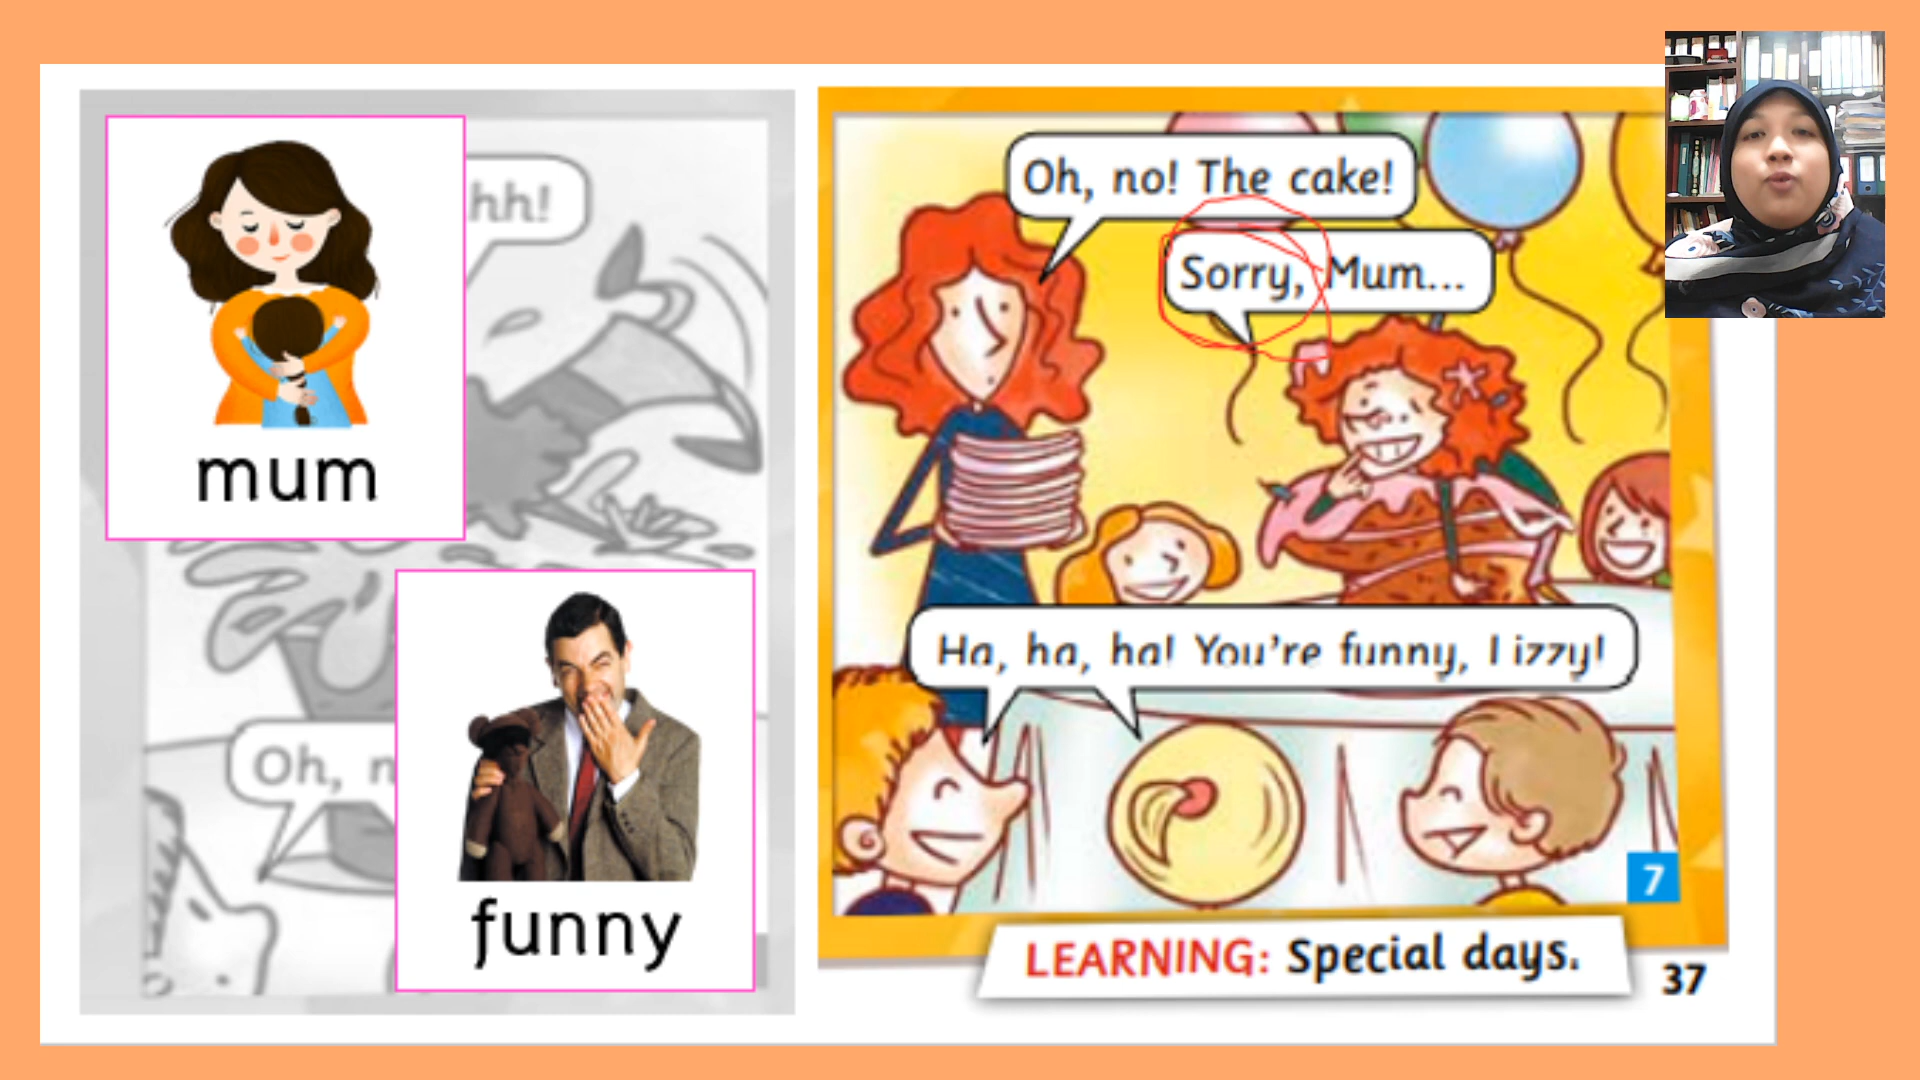 hh!
mum
Oh, n
funny
Oh, no! The cake!
Sorry, Mum...
Ha, ha, ha! You're funny, Lizzy!
7
LEARNING: Special days.
37